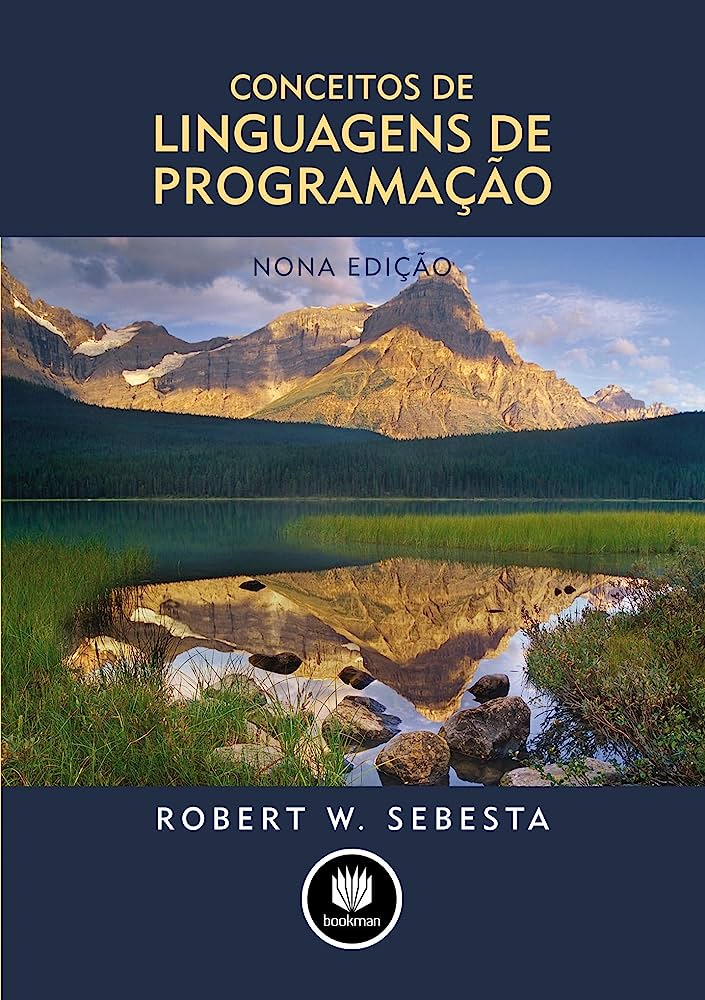 CONCEITOS DE
LINGUAGENS DE
PROGRAMAÇÃO
NONA EDIÇÃO
ROBERT W. SEBESTA
bookman